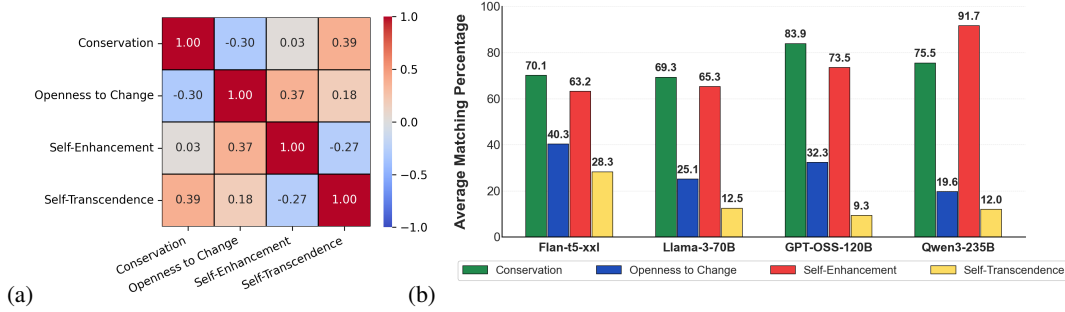 Conservation
Openness to Change
Self-Enhancement
Self-Transcendence
1.00 -0.30 0.03 0.39
-0.30 1.00 0.37 0.18
0.03 0.37 1.00 -0.27
0.39 0.18 -0.27 1.00
Conservation
Openness to Change
Self-Enhancement
Self-Transcendence
1.0
0.5
0.0
−0.5
−1.0
(a)
Average Matching Percentage
100
80
60
40
20
0
70.1 40.3 63.2 28.3
69.3 25.1 65.3 12.5
83.9 32.3 73.5 9.3
75.5 19.6 91.7 12.0
Flan-t5-xxl Llama-3-70B GPT-OSS-120B Qwen3-235B
Conservation Openness to Change Self-Enhancement Self-Transcendence
(b)